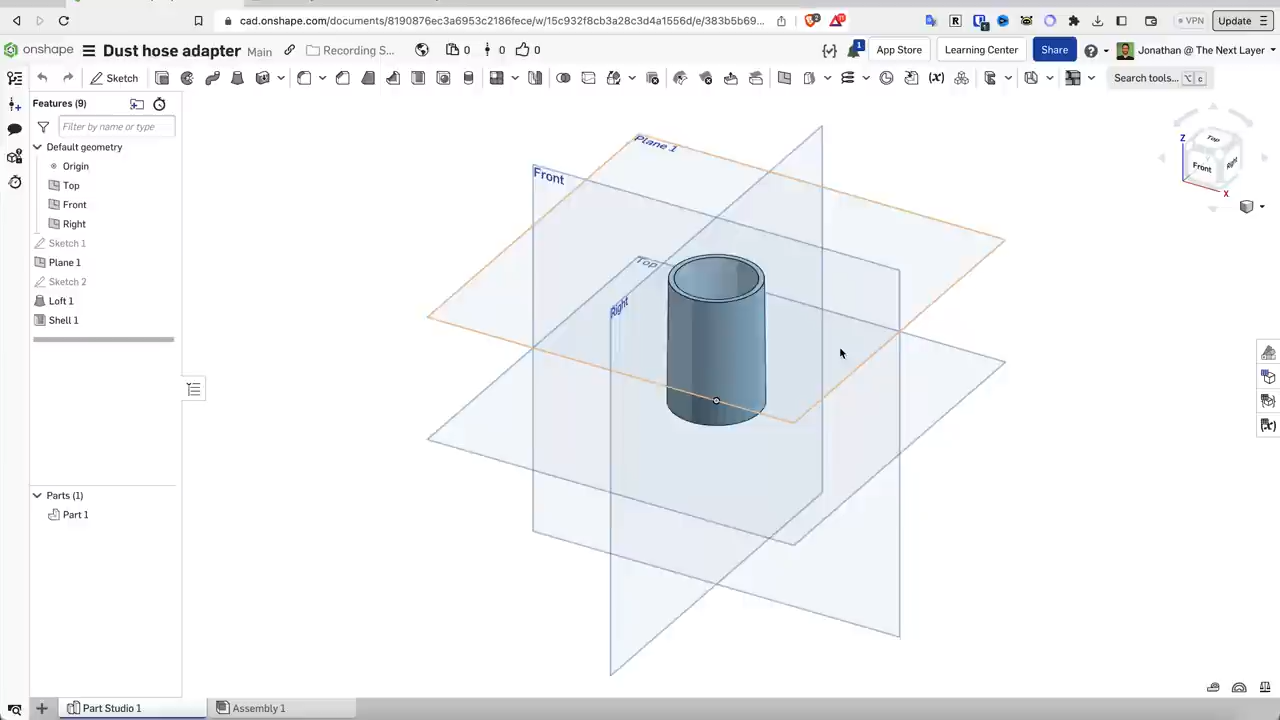 cad.onshape.com/documents/8190876ec3a6953c2186fece/w/15c932f8cb3a28c3d4a1556d/e/383b5b69...
VPN
Update
onshape
Dust hose adapter
Main
Recording S...
0
0
0
1
App Store
Learning Center
Share
Jonathan @ The Next Layer
Sketch
Search tools...
⌥ c
Features (9)
Filter by name or type
Default geometry
Origin
Top
Front
Right
Sketch 1
Plane 1
Sketch 2
Loft 1
Shell 1
Parts (1)
Part 1
Plane 1
Front
Top
Right
Z
Top
Front
Right
X
Part Studio 1
Assembly 1